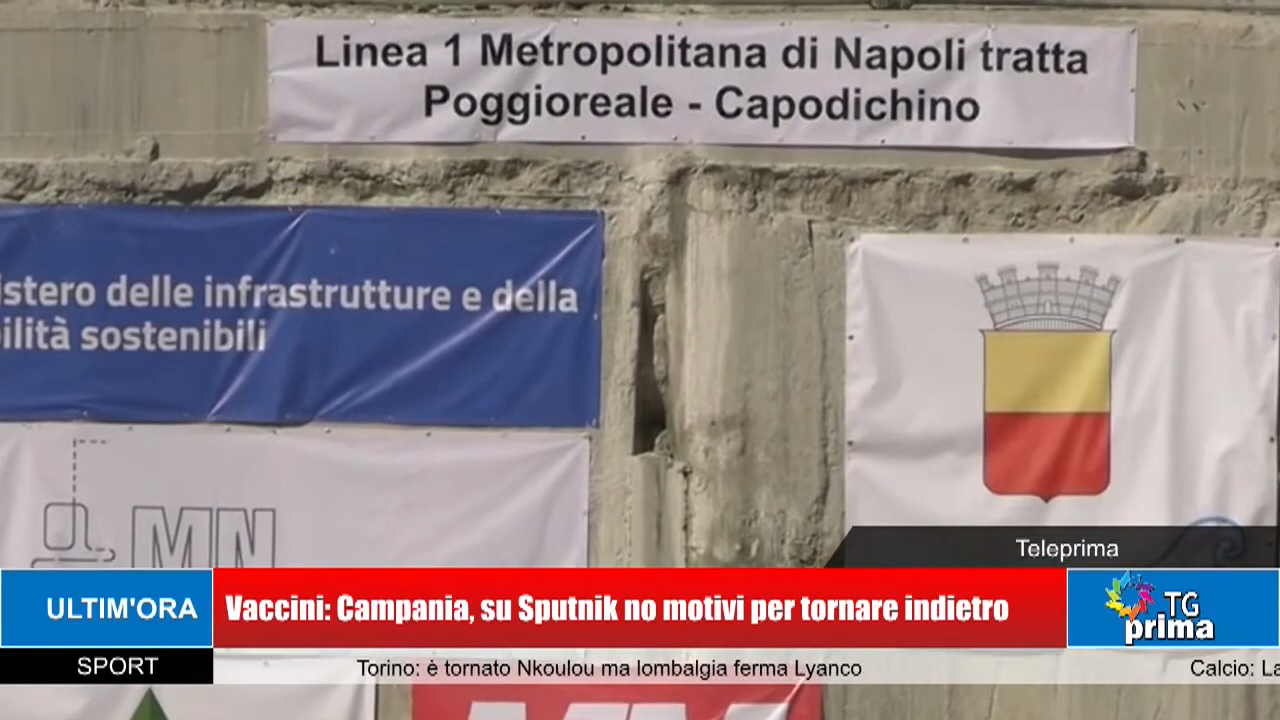 Linea 1 Metropolitana di Napoli tratta
Poggioreale - Capodichino
istero delle infrastrutture e della
ilità sostenibili
MN
Teleprima
ULTIM'ORA
Vaccini: Campania, su Sputnik no motivi per tornare indietro
TG
prima
SPORT
Torino: è tornato Nkoulou ma lombalgia ferma Lyanco
Calcio: La